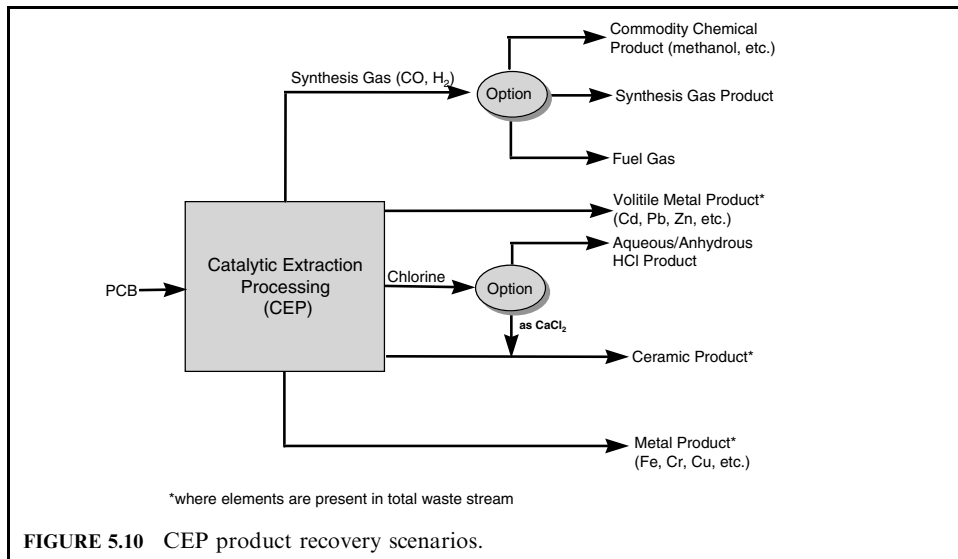 Commodity Chemical
Product (methanol, etc.)
Synthesis Gas (CO, H₂)
Option
Synthesis Gas Product
Fuel Gas
Volitile Metal Product*
(Cd, Pb, Zn, etc.)
Aqueous/Anhydrous
HCl Product
Catalytic Extraction
Processing
(CEP)
Chlorine
Option
PCB
as CaCl₂
Ceramic Product*
Metal Product*
(Fe, Cr, Cu, etc.)
*where elements are present in total waste stream
FIGURE 5.10 CEP product recovery scenarios.